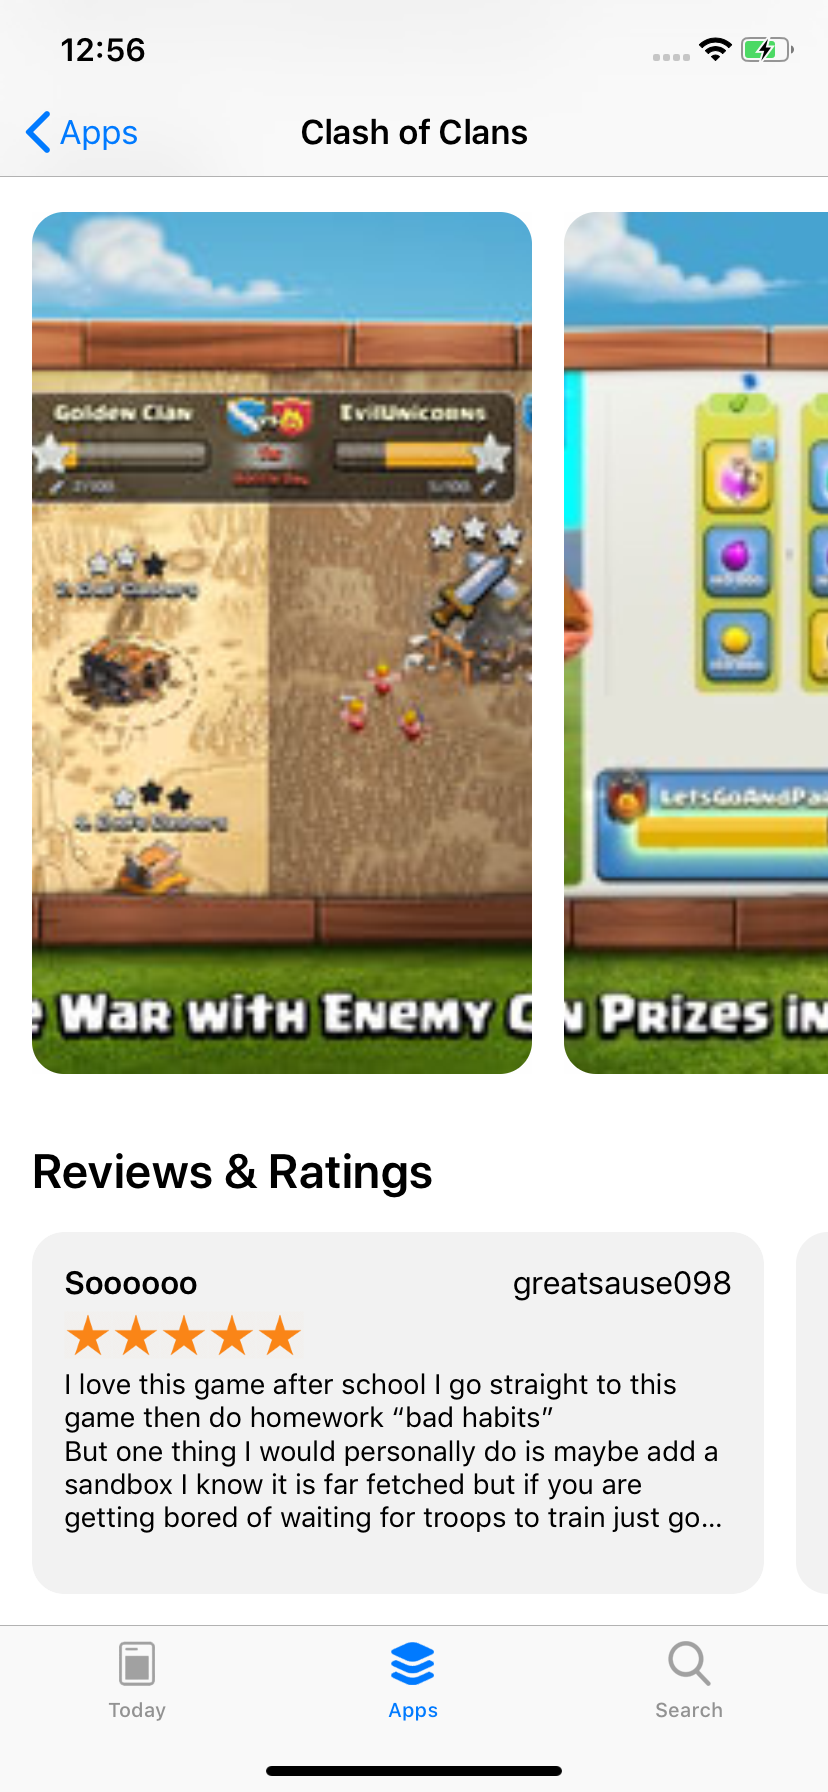 12:56
Apps
Clash of Clans
Golden Clan
EvilUnicorns
Battle Day
LetsGoAndPa
War with Enemy
Prizes in
Reviews & Ratings
Soooooo
greatsause098
I love this game after school I go straight to this
game then do homework “bad habits”
But one thing I would personally do is maybe add a
sandbox I know it is far fetched but if you are
getting bored of waiting for troops to train just go...
Today
Apps
Search